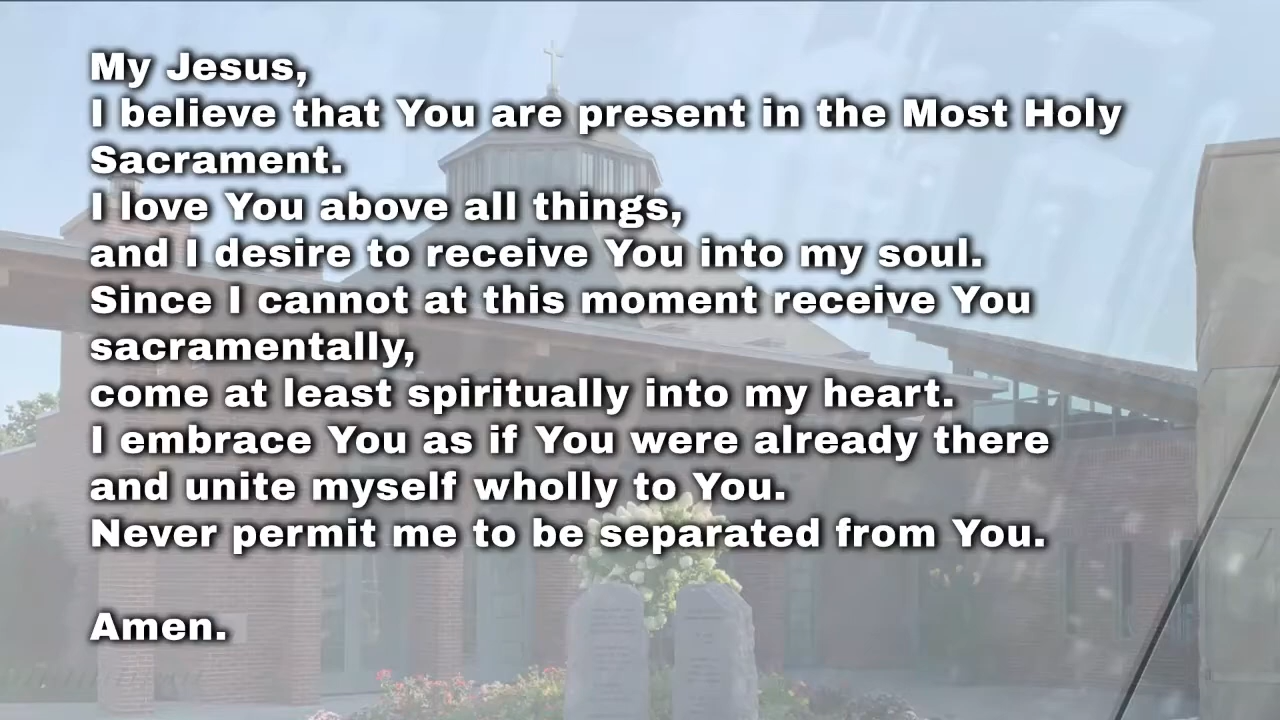 My Jesus,
I believe that You are present in the Most Holy
Sacrament.
I love You above all things,
and I desire to receive You into my soul.
Since I cannot at this moment receive You
sacramentally,
come at least spiritually into my heart.
I embrace You as if You were already there
and unite myself wholly to You.
Never permit me to be separated from You.
Amen.